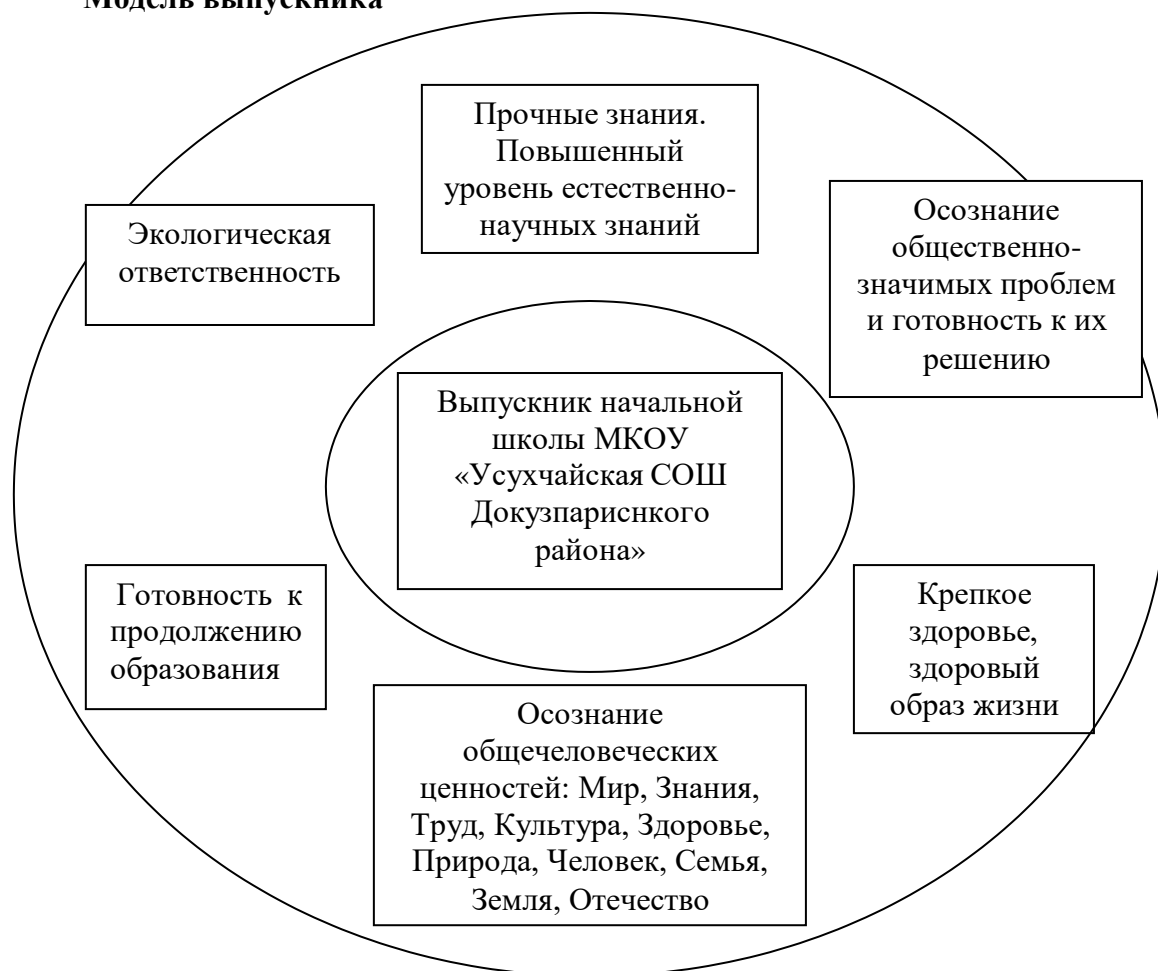 Модель выпускника
Прочные знания.
Повышенный
уровень естественно-
научных знаний
Экологическая
ответственность
Осознание
общественно-
значимых проблем
и готовность к их
решению
Выпускник начальной
школы МКОУ
«Усухчайская СОШ
Докузпариснкого
района»
Готовность к
продолжению
образования
Крепкое
здоровье,
здоровый
образ жизни
Осознание
общечеловеческих
ценностей: Мир, Знания,
Труд, Культура, Здоровье,
Природа, Человек, Семья,
Земля, Отечество